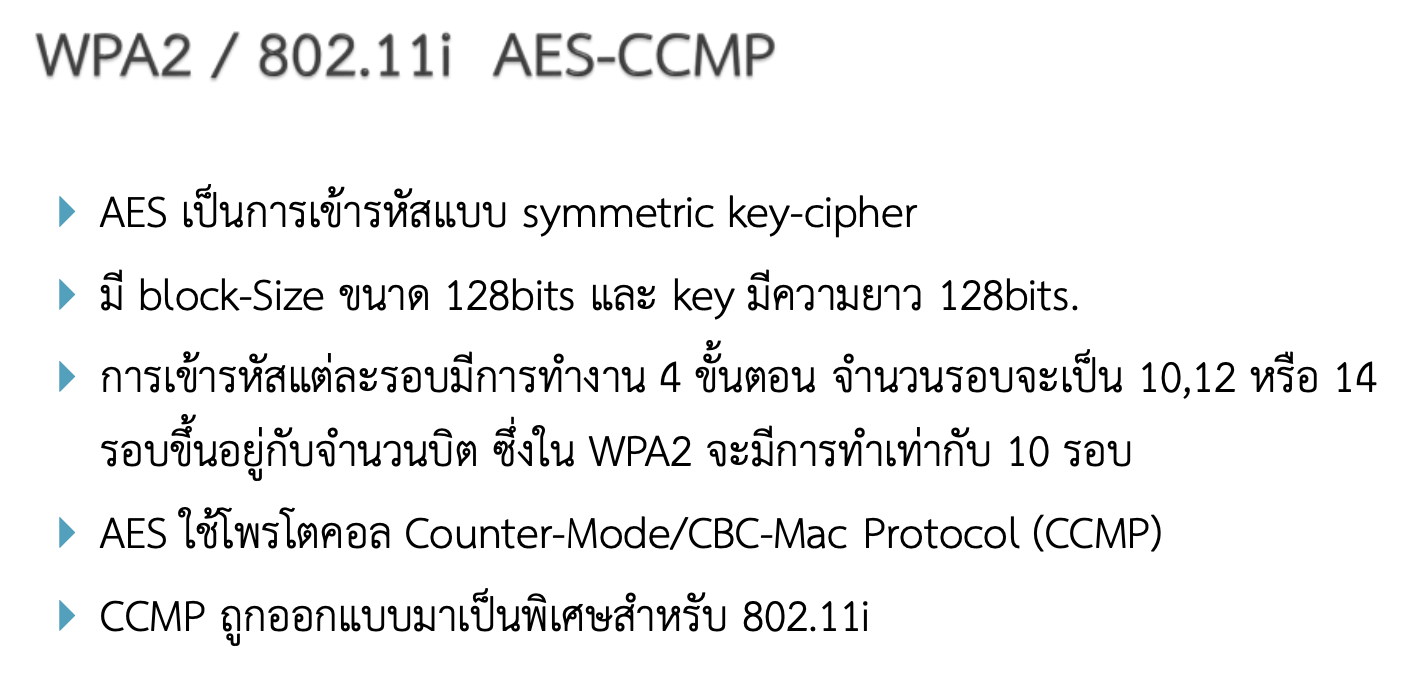 WPA2 / 802.11i AES-CCMP
AES เป็นการเข้ารหัสแบบ symmetric key-cipher
มี block-Size ขนาด 128bits และ key มีความยาว 128bits.
การเข้ารหัสแต่ละรอบมีการทำงาน 4 ขั้นตอน จำนวนรอบจะเป็น 10,12 หรือ 14
รอบขึ้นอยู่กับจำนวนบิต ซึ่งใน WPA2 จะมีการทำเท่ากับ 10 รอบ
AES ใช้โพรโตคอล Counter-Mode/CBC-Mac Protocol (CCMP)
CCMP ถูกออกแบบมาเป็นพิเศษสำหรับ 802.11i